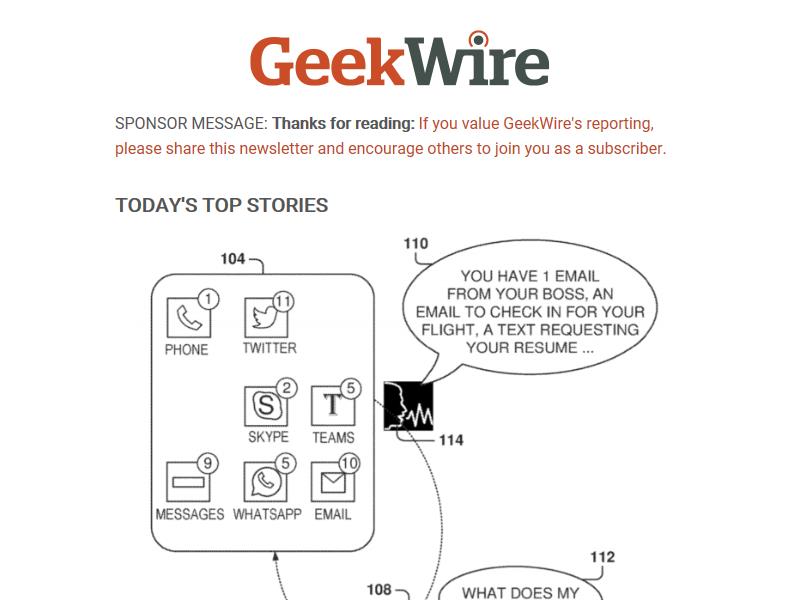 GeekWire
SPONSOR MESSAGE: Thanks for reading: If you value GeekWire's reporting,
please share this newsletter and encourage others to join you as a subscriber.
TODAY'S TOP STORIES
104
110
YOU HAVE 1 EMAIL
FROM YOUR BOSS, AN
EMAIL TO CHECK IN FOR YOUR
FLIGHT, A TEXT REQUESTING
YOUR RESUME ...
1
11
PHONE
TWITTER
2
5
S
T
SKYPE
TEAMS
114
9
5
10
MESSAGES
WHATSAPP
EMAIL
112
108
WHAT DOES MY